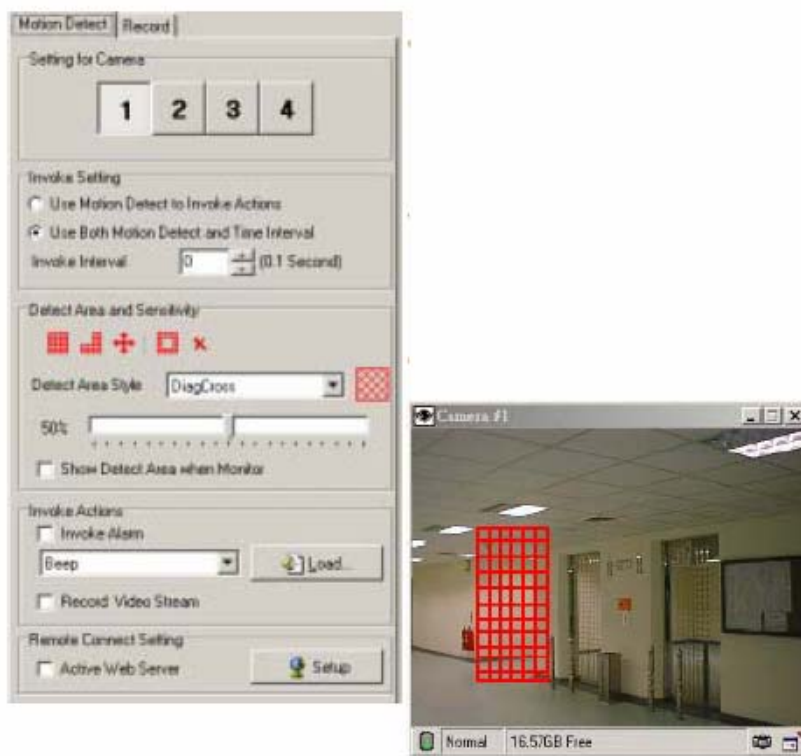 Motion Detect Record
Setting for Camera
1 2 3 4
Invoke Setting
Use Motion Detect to Invoke Actions
Use Both Motion Detect and Time Interval
Invoke Interval 0 (0.1 Second)
Detect Area and Sensitivity
Detect Area Style DiagCross
50%
Show Detect Area when Monitor
Invoke Actions
Invoke Alarm
Beep Load...
Record Video Stream
Remote Connect Setting
Active Web Server Setup
Camera #1
Normal 16.57GB Free